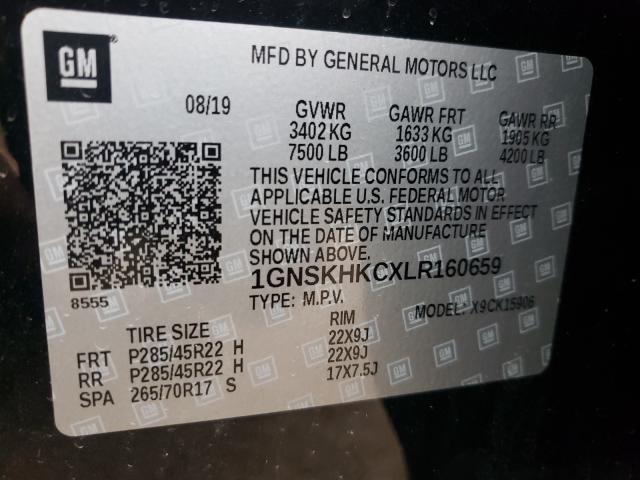 GM
MFD BY GENERAL MOTORS LLC
08/19 GVWR GAWR FRT GAWR RR
3402 KG 1633 KG 1905 KG
7500 LB 3600 LB 4200 LB
THIS VEHICLE CONFORMS TO ALL
APPLICABLE U.S. FEDERAL MOTOR
VEHICLE SAFETY STANDARDS IN EFFECT
ON THE DATE OF MANUFACTURE
SHOWN ABOVE.
1GNSKHKCXLR160659
8555 TYPE: M.P.V. MODEL: X9CK15906
TIRE SIZE RIM
FRT P285/45R22 H 22X9J
RR P285/45R22 H 22X9J
SPA 265/70R17 S 17X7.5J